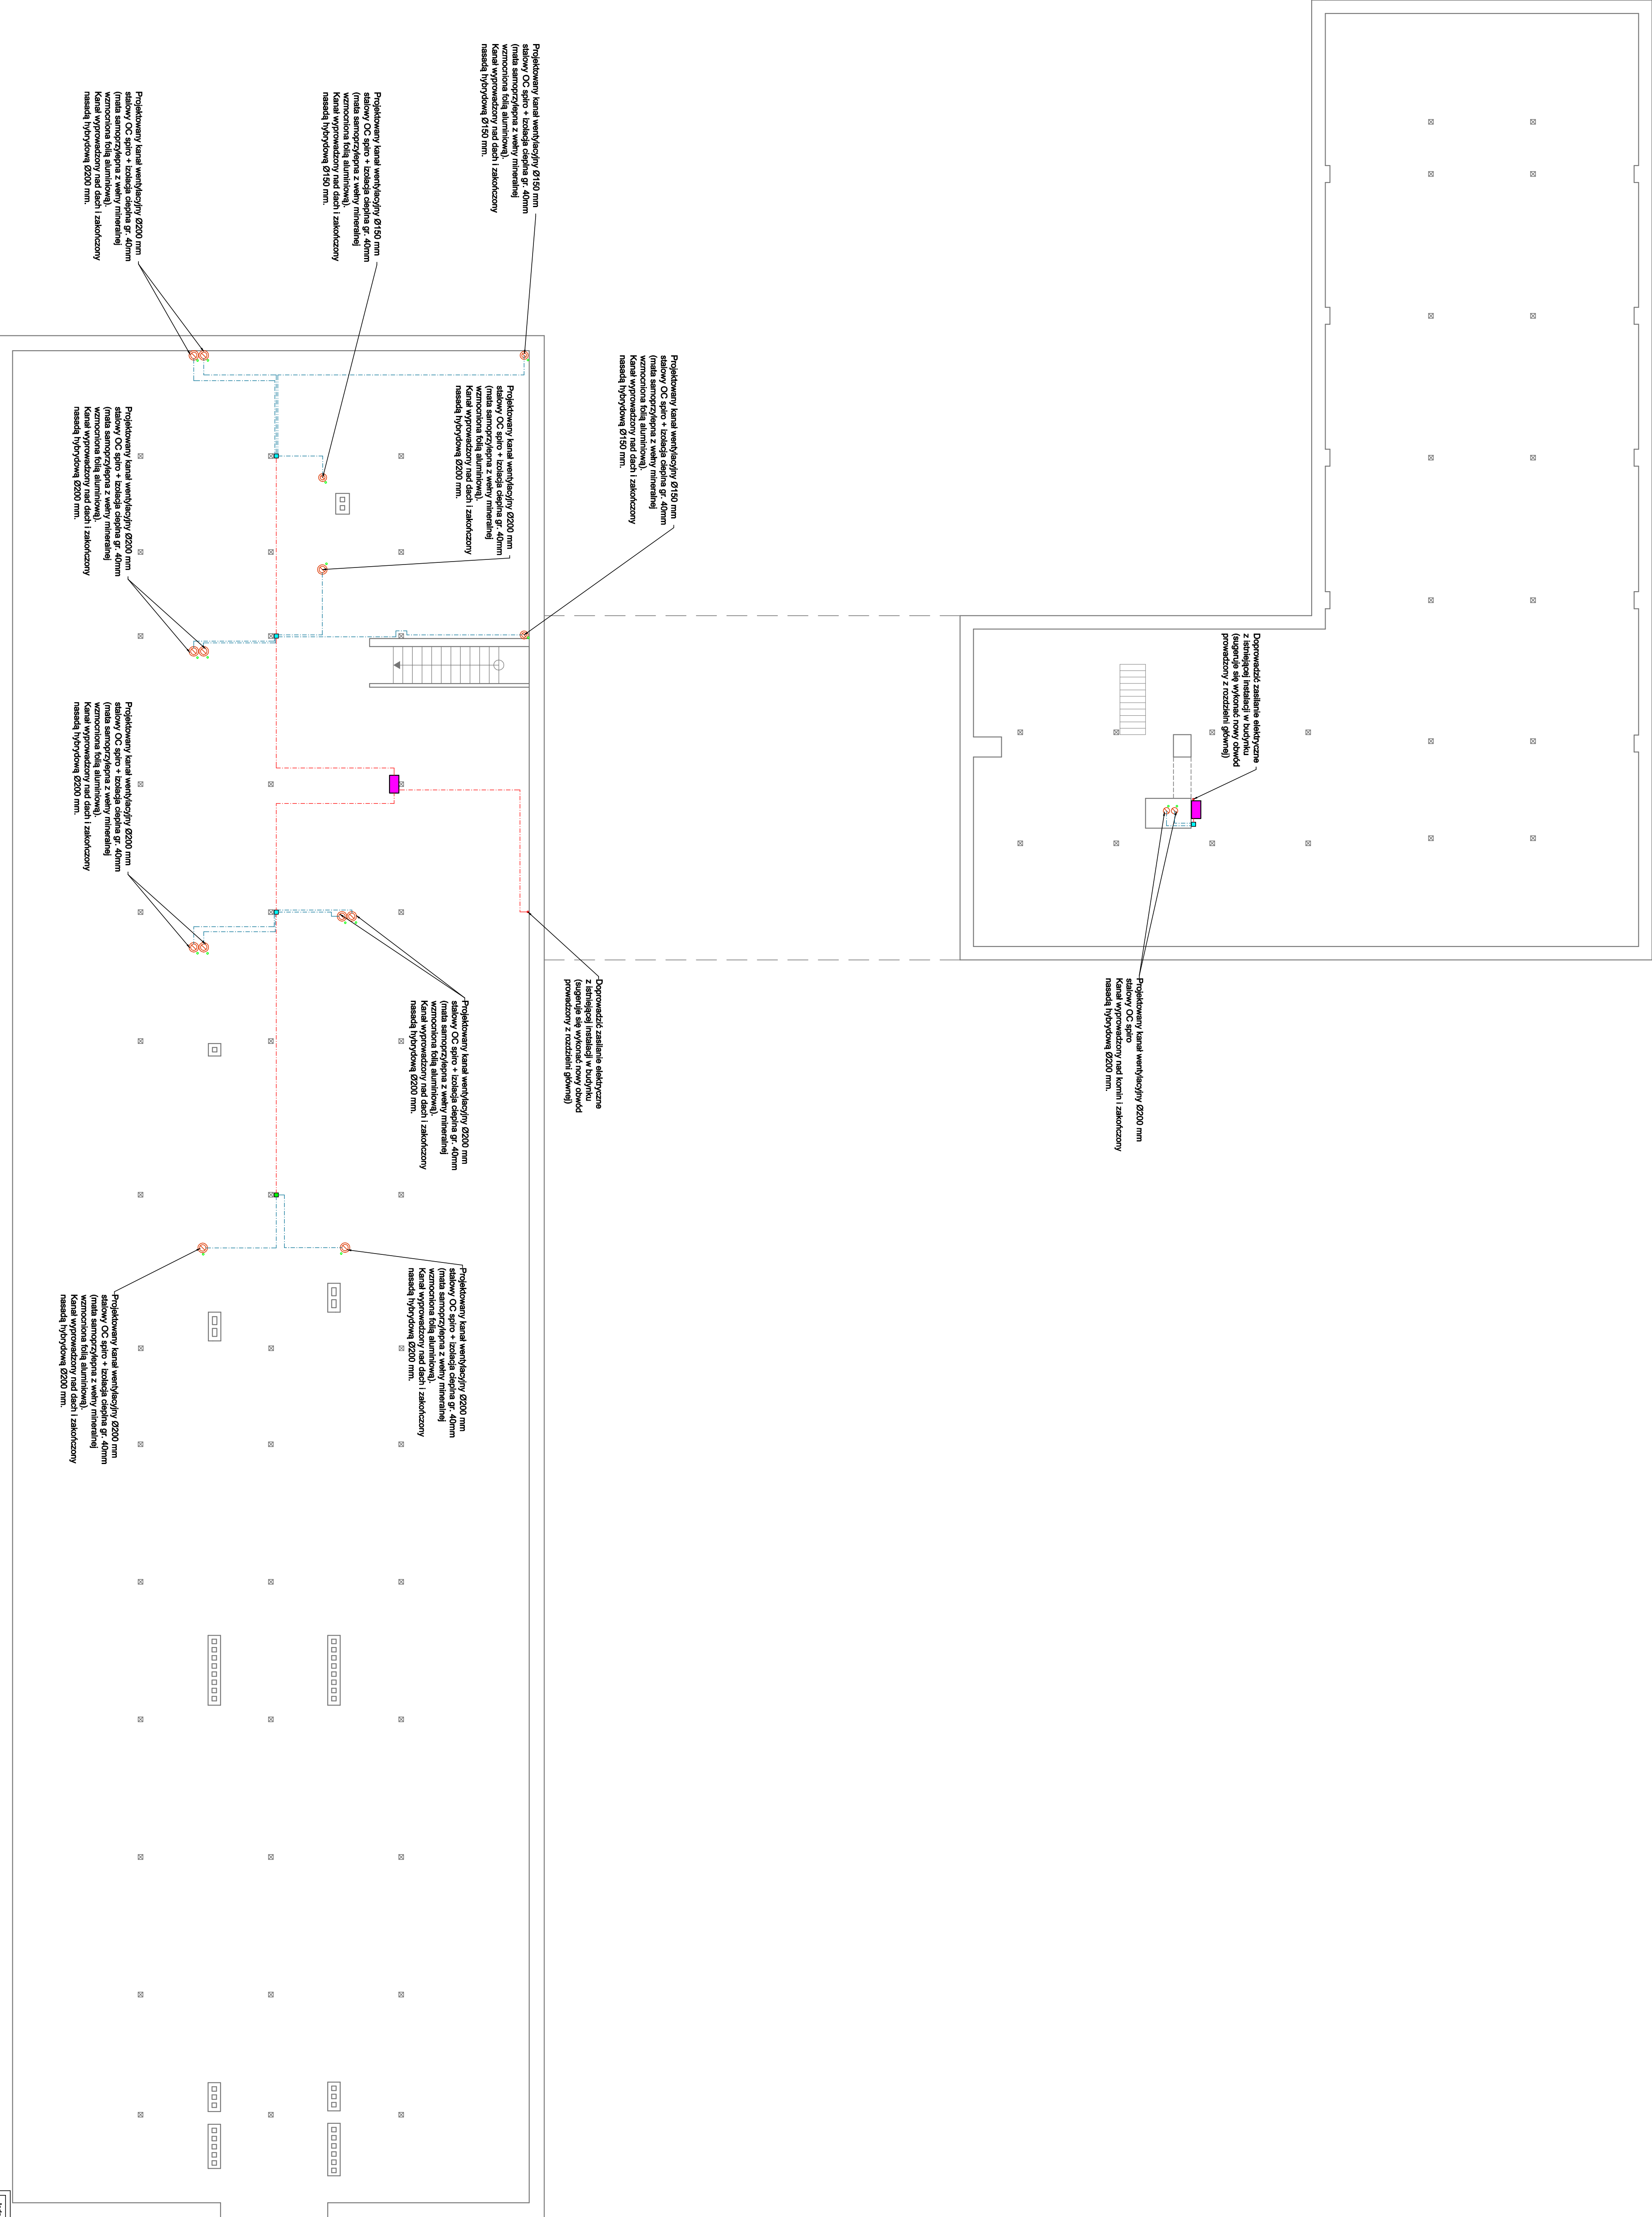 Projektowany kanał wentylacyjny Ø150 mm
stalowy OC spiro + izolacja cieplna gr. 40mm
(mata samoprzylepna z wełny mineralnej
wzmocniona folią aluminiową).
Kanał wyprowadzony nad dach i zakończony
nasadą hybrydową Ø150 mm.
Projektowany kanał wentylacyjny Ø150 mm
stalowy OC spiro + izolacja cieplna gr. 40mm
(mata samoprzylepna z wełny mineralnej
wzmocniona folią aluminiową).
Kanał wyprowadzony nad dach i zakończony
nasadą hybrydową Ø150 mm.
Projektowany kanał wentylacyjny Ø200 mm
stalowy OC spiro + izolacja cieplna gr. 40mm
(mata samoprzylepna z wełny mineralnej
wzmocniona folią aluminiową).
Kanał wyprowadzony nad dach i zakończony
nasadą hybrydową Ø200 mm.
Projektowany kanał wentylacyjny Ø150 mm
stalowy OC spiro + izolacja cieplna gr. 40mm
(mata samoprzylepna z wełny mineralnej
wzmocniona folią aluminiową).
Kanał wyprowadzony nad dach i zakończony
nasadą hybrydową Ø150 mm.
Projektowany kanał wentylacyjny Ø200 mm
stalowy OC spiro + izolacja cieplna gr. 40mm
(mata samoprzylepna z wełny mineralnej
wzmocniona folią aluminiową).
Kanał wyprowadzony nad dach i zakończony
nasadą hybrydową Ø200 mm.
Projektowany kanał wentylacyjny Ø200 mm
stalowy OC spiro + izolacja cieplna gr. 40mm
(mata samoprzylepna z wełny mineralnej
wzmocniona folią aluminiową).
Kanał wyprowadzony nad dach i zakończony
nasadą hybrydową Ø200 mm.
Doprowadzić zasilanie elektryczne
z istniejącej instalacji w budynku
(sugeruje się wykonać nowy obwód
prowadzony z rozdzielni głównej)
Projektowany kanał wentylacyjny Ø200 mm
stalowy OC spiro + izolacja cieplna gr. 40mm
(mata samoprzylepna z wełny mineralnej
wzmocniona folią aluminiową).
Kanał wyprowadzony nad dach i zakończony
nasadą hybrydową Ø200 mm.
Projektowany kanał wentylacyjny Ø200 mm
stalowy OC spiro
Kanał wyprowadzony nad komin i zakończony
nasadą hybrydową Ø200 mm.
Doprowadzić zasilanie elektryczne
z istniejącej instalacji w budynku
(sugeruje się wykonać nowy obwód
prowadzony z rozdzielni głównej)
Projektowany kanał wentylacyjny Ø200 mm
stalowy OC spiro + izolacja cieplna gr. 40mm
(mata samoprzylepna z wełny mineralnej
wzmocniona folią aluminiową).
Kanał wyprowadzony nad dach i zakończony
nasadą hybrydową Ø200 mm.
Projektowany kanał wentylacyjny Ø200 mm
stalowy OC spiro + izolacja cieplna gr. 40mm
(mata samoprzylepna z wełny mineralnej
wzmocniona folią aluminiową).
Kanał wyprowadzony nad dach i zakończony
nasadą hybrydową Ø200 mm.
Projektowany kanał wentylacyjny Ø200 mm
stalowy OC spiro + izolacja cieplna gr. 40mm
(mata samoprzylepna z wełny mineralnej
wzmocniona folią aluminiową).
Kanał wyprowadzony nad dach i zakończony
nasadą hybrydową Ø200 mm.